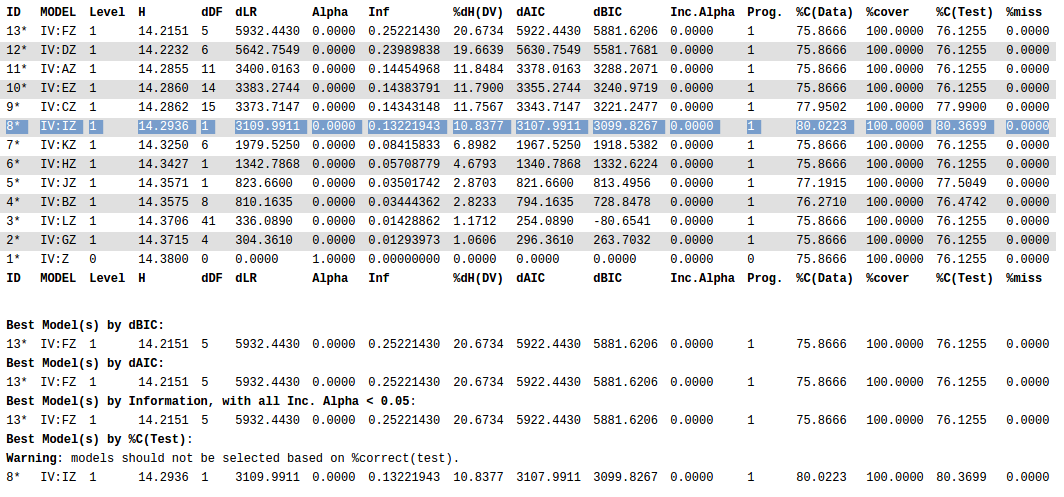 ID MODEL Level H dDF dLR Alpha Inf %dH(DV) dAIC dBIC Inc.Alpha Prog. %C(Data) %cover %C(Test) %miss
13* IV:FZ 1 14.2151 5 5932.4430 0.0000 0.25221430 20.6734 5922.4430 5881.6206 0.0000 1 75.8666 100.0000 76.1255 0.0000
12* IV:DZ 1 14.2232 6 5642.7549 0.0000 0.23989838 19.6639 5630.7549 5581.7681 0.0000 1 75.8666 100.0000 76.1255 0.0000
11* IV:AZ 1 14.2855 11 3400.0163 0.0000 0.14454968 11.8484 3378.0163 3288.2071 0.0000 1 75.8666 100.0000 76.1255 0.0000
10* IV:EZ 1 14.2860 14 3383.2744 0.0000 0.14383791 11.7900 3355.2744 3240.9719 0.0000 1 75.8666 100.0000 76.1255 0.0000
9* IV:CZ 1 14.2862 15 3373.7147 0.0000 0.14343148 11.7567 3343.7147 3221.2477 0.0000 1 77.9502 100.0000 77.9900 0.0000
8* IV:IZ 1 14.2936 1 3109.9911 0.0000 0.13221943 10.8377 3107.9911 3099.8267 0.0000 1 80.0223 100.0000 80.3699 0.0000
7* IV:KZ 1 14.3250 6 1979.5250 0.0000 0.08415833 6.8982 1967.5250 1918.5382 0.0000 1 75.8666 100.0000 76.1255 0.0000
6* IV:HZ 1 14.3427 1 1342.7868 0.0000 0.05708779 4.6793 1340.7868 1332.6224 0.0000 1 75.8666 100.0000 76.1255 0.0000
5* IV:JZ 1 14.3571 1 823.6600 0.0000 0.03501742 2.8703 821.6600 813.4956 0.0000 1 77.1915 100.0000 77.5049 0.0000
4* IV:BZ 1 14.3575 8 810.1635 0.0000 0.03444362 2.8233 794.1635 728.8478 0.0000 1 76.2710 100.0000 76.4742 0.0000
3* IV:LZ 1 14.3706 41 336.0890 0.0000 0.01428862 1.1712 254.0890 -80.6541 0.0000 1 75.8666 100.0000 76.1255 0.0000
2* IV:GZ 1 14.3715 4 304.3610 0.0000 0.01293973 1.0606 296.3610 263.7032 0.0000 1 75.8666 100.0000 76.1255 0.0000
1* IV:Z 0 14.3800 0 0.0000 1.0000 0.00000000 0.0000 0.0000 0.0000 0.0000 0 75.8666 100.0000 76.1255 0.0000
ID MODEL Level H dDF dLR Alpha Inf %dH(DV) dAIC dBIC Inc.Alpha Prog. %C(Data) %cover %C(Test) %miss
Best Model(s) by dBIC:
13* IV:FZ 1 14.2151 5 5932.4430 0.0000 0.25221430 20.6734 5922.4430 5881.6206 0.0000 1 75.8666 100.0000 76.1255 0.0000
Best Model(s) by dAIC:
13* IV:FZ 1 14.2151 5 5932.4430 0.0000 0.25221430 20.6734 5922.4430 5881.6206 0.0000 1 75.8666 100.0000 76.1255 0.0000
Best Model(s) by Information, with all Inc. Alpha < 0.05:
13* IV:FZ 1 14.2151 5 5932.4430 0.0000 0.25221430 20.6734 5922.4430 5881.6206 0.0000 1 75.8666 100.0000 76.1255 0.0000
Best Model(s) by %C(Test):
Warning: models should not be selected based on %correct(test).
8* IV:IZ 1 14.2936 1 3109.9911 0.0000 0.13221943 10.8377 3107.9911 3099.8267 0.0000 1 80.0223 100.0000 80.3699 0.0000